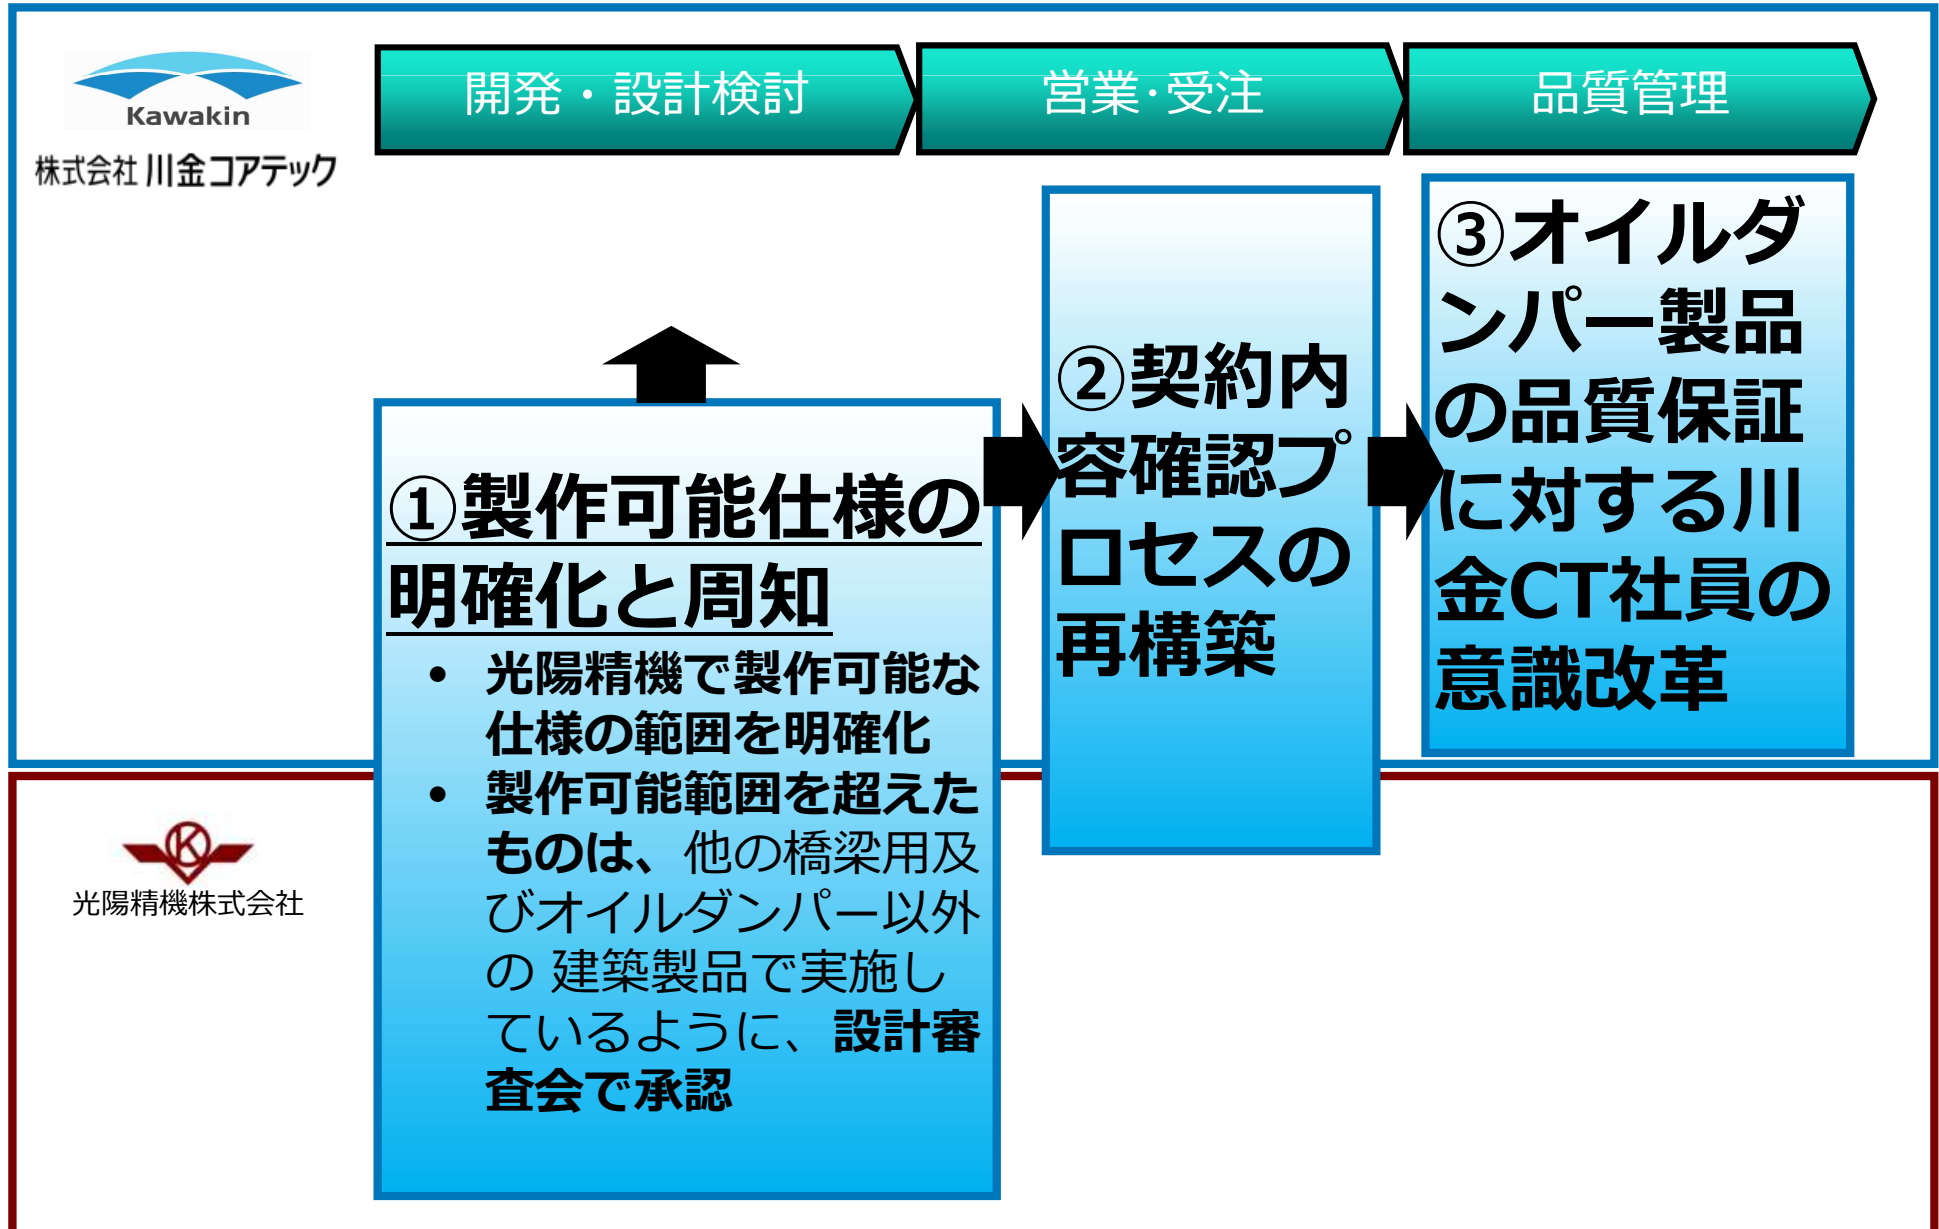 Kawakin
株式会社 川金コアテック
開発・設計検討
営業･受注
品質管理
①製作可能仕様の
明確化と周知
• 光陽精機で製作可能な
仕様の範囲を明確化
• 製作可能範囲を超えた
ものは、他の橋梁用及
びオイルダンパー以外
の 建築製品で実施し
ているように、設計審
査会で承認
②契約内
容確認プ
ロセスの
再構築
③オイルダ
ンパー製品
の品質保証
に対する川
金CT社員の
意識改革
K
光陽精機株式会社